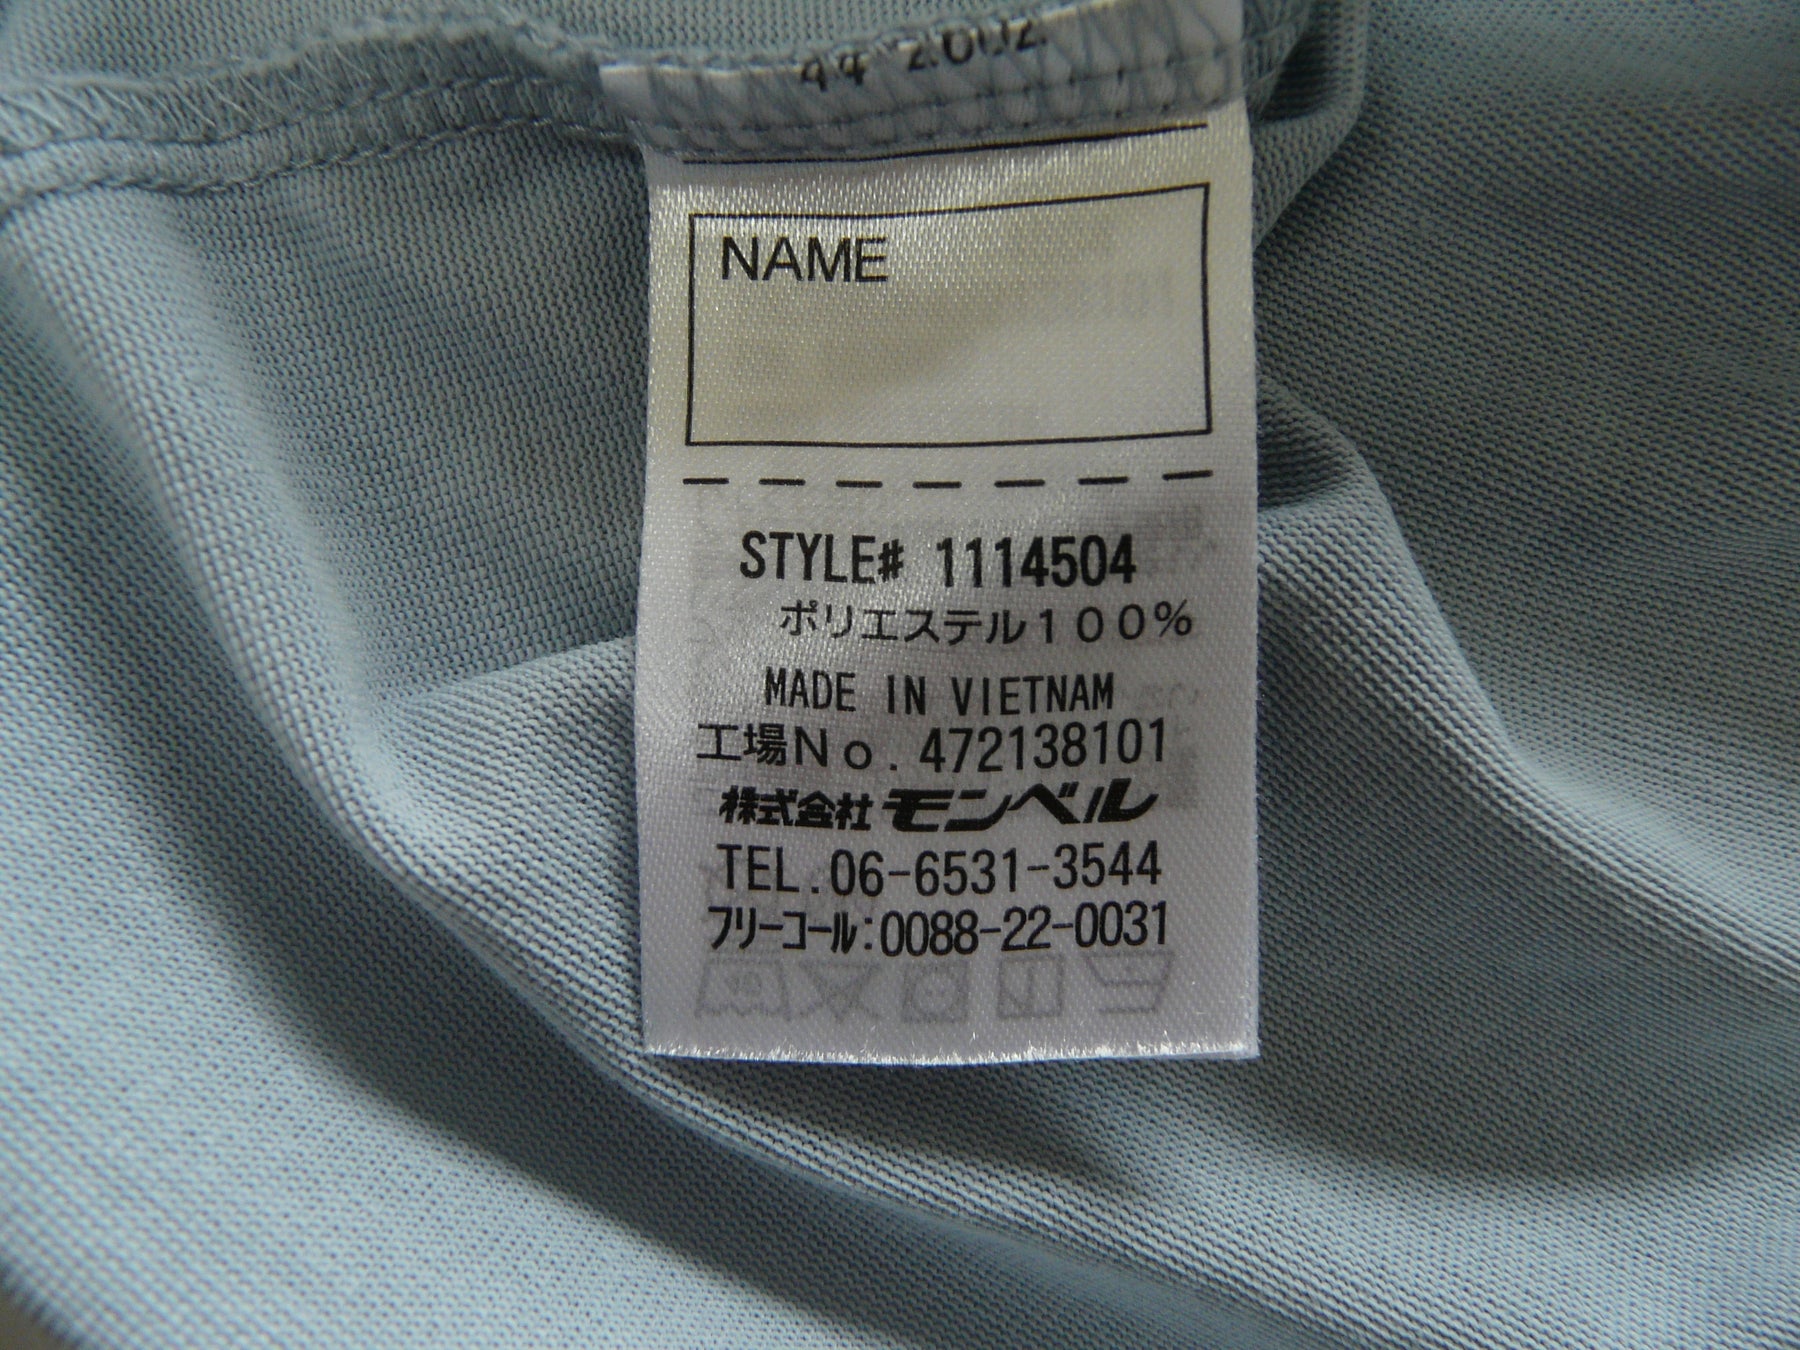 44-2602
NAME
STYLE# 1114504
ポリエステル100%
MADE IN VIETNAM
工場No.472138101
株式会社モンベル
TEL.06-6531-3544
フリーコール:0088-22-0031